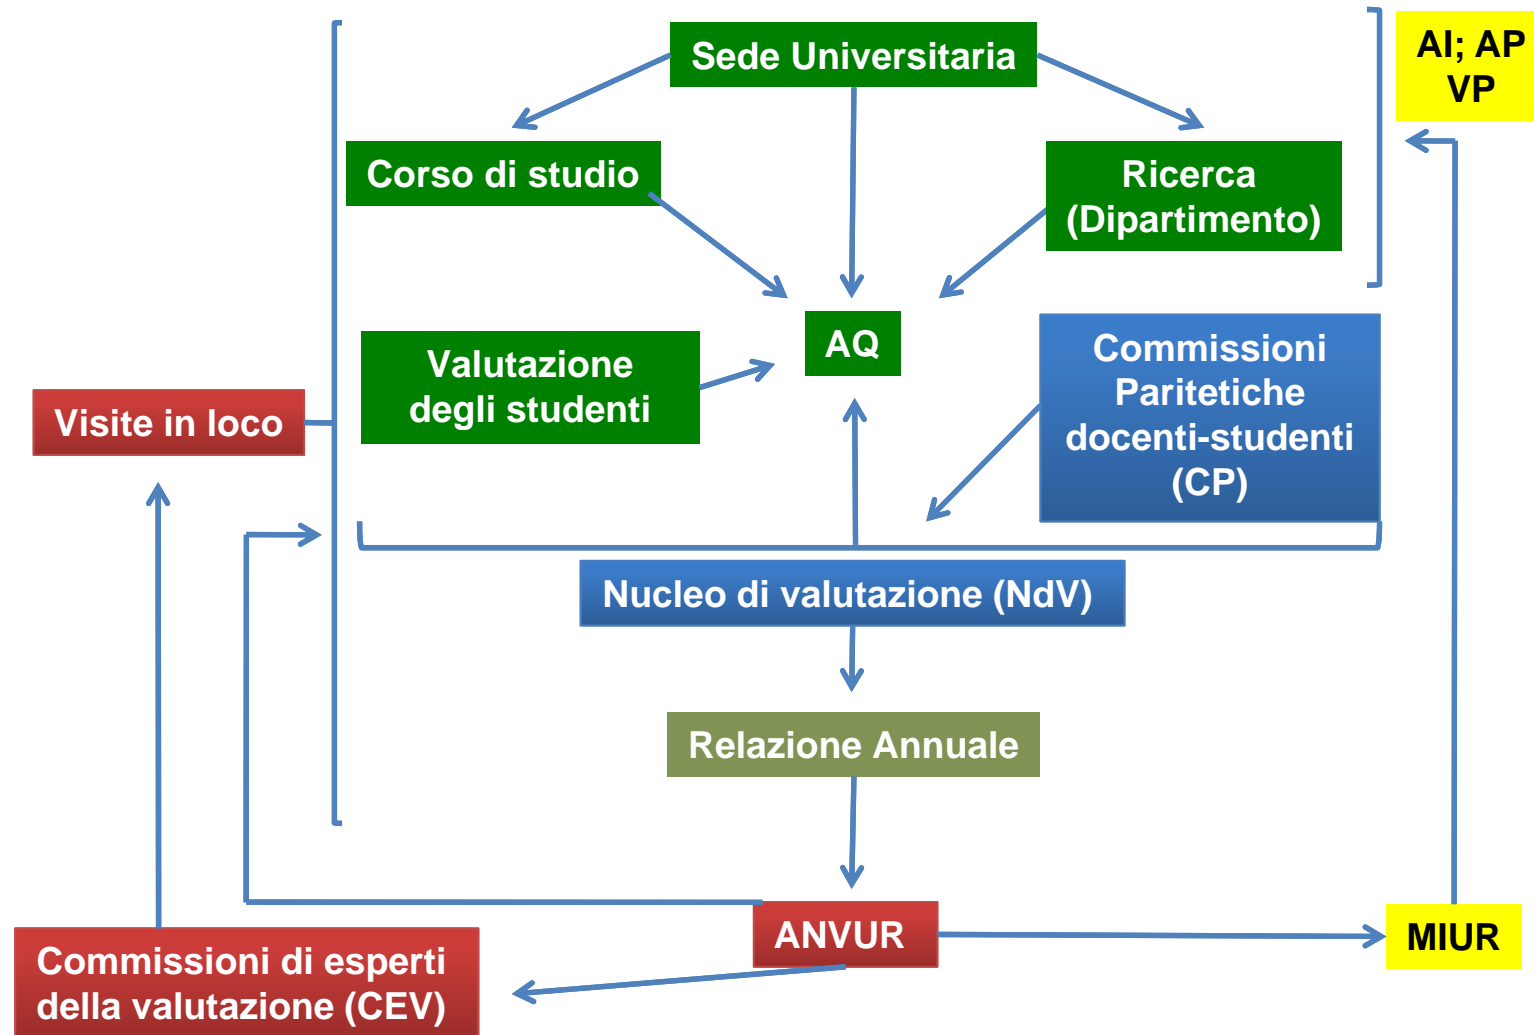 Sede Universitaria
AI; AP
VP
Corso di studio
Ricerca
(Dipartimento)
AQ
Valutazione
degli studenti
Commissioni
Paritetiche
docenti-studenti
(CP)
Visite in loco
Nucleo di valutazione (NdV)
Relazione Annuale
ANVUR
MIUR
Commissioni di esperti
della valutazione (CEV)